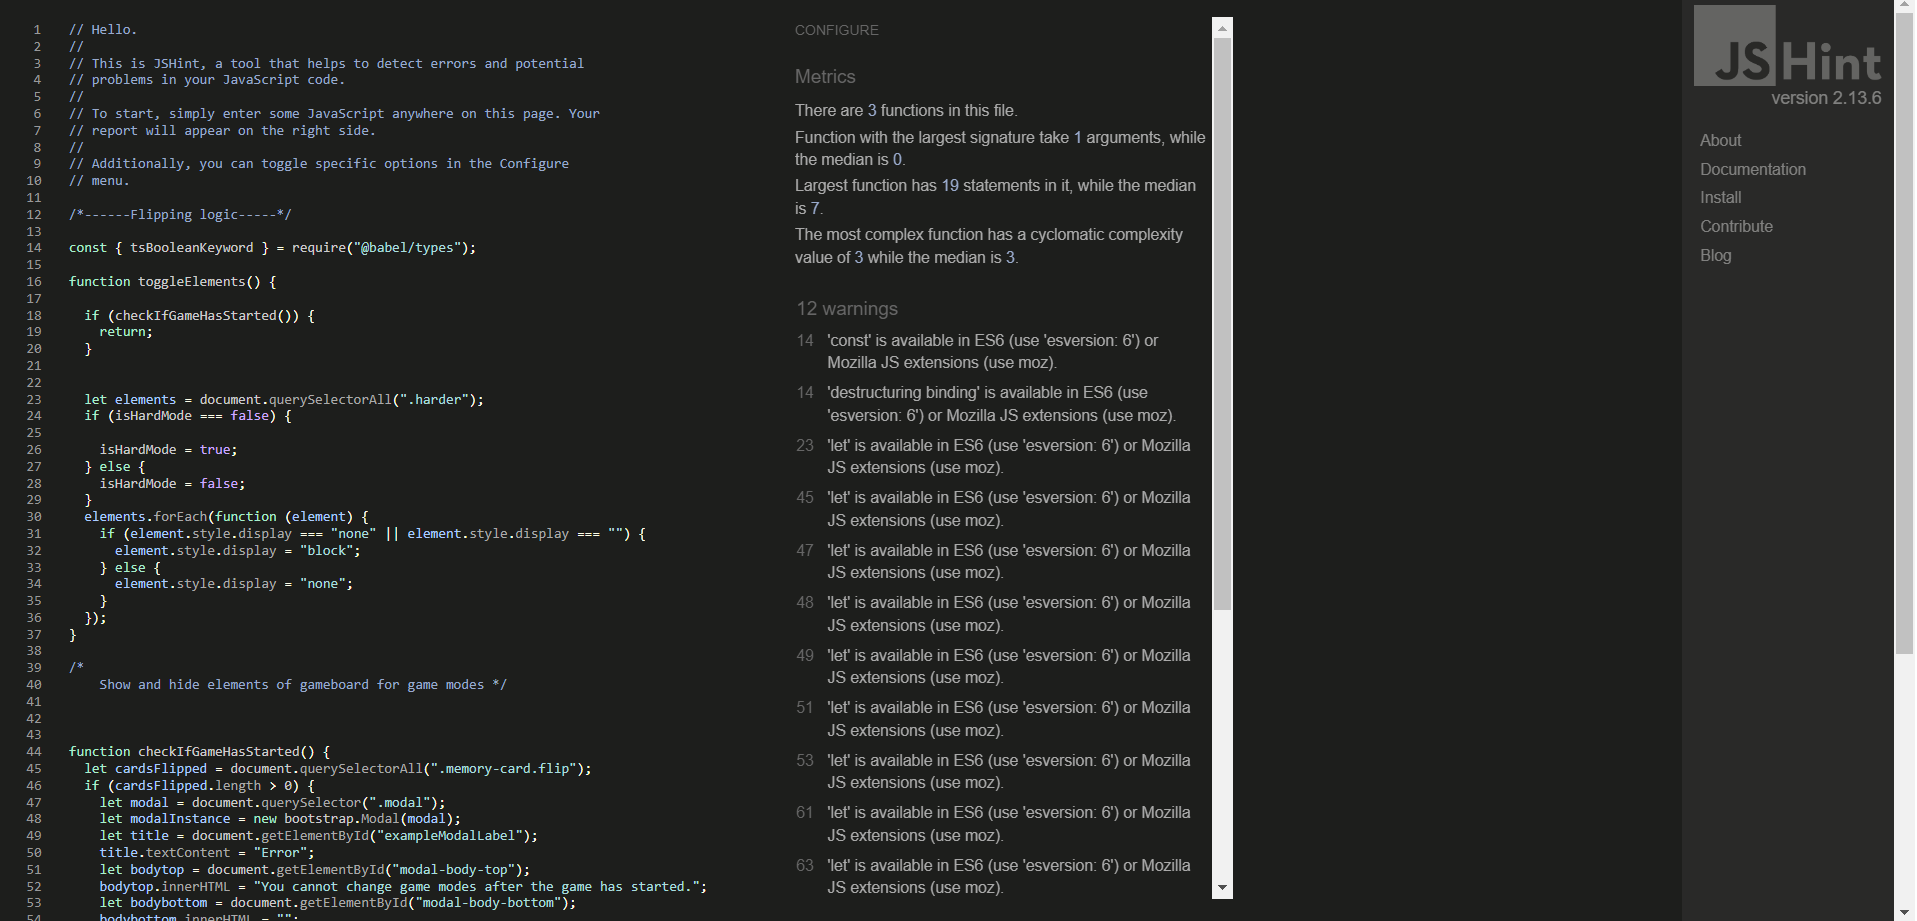 1 // Hello.
2 //
3 // This is JSHint, a tool that helps to detect errors and potential
4 // problems in your JavaScript code.
5 //
6 // To start, simply enter some JavaScript anywhere on this page. Your
7 // report will appear on the right side.
8 //
9 // Additionally, you can toggle specific options in the Configure
10 // menu.
11
12 /*------Flipping logic-----*/
13
14 const { tsBooleanKeyword } = require("@babel/types");
15
16 function toggleElements() {
17
18 if (checkIfGameHasStarted()) {
19 return;
20 }
21
22
23 let elements = document.querySelectorAll(".harder");
24 if (isHardMode === false) {
25
26 isHardMode = true;
27 } else {
28 isHardMode = false;
29 }
30 elements.forEach(function (element) {
31 if (element.style.display === "none" || element.style.display === "") {
32 element.style.display = "block";
33 } else {
34 element.style.display = "none";
35 }
36 });
37 }
38
39 /*
40 Show and hide elements of gameboard for game modes */
41
42
43
44 function checkIfGameHasStarted() {
45 let cardsFlipped = document.querySelectorAll(".memory-card.flip");
46 if (cardsFlipped.length > 0) {
47 let modal = document.querySelector(".modal");
48 let modalInstance = new bootstrap.Modal(modal);
49 let title = document.getElementById("exampleModalLabel");
50 title.textContent = "Error";
51 let bodytop = document.getElementById("modal-body-top");
52 bodytop.innerHTML = "You cannot change game modes after the game has started.";
53 let bodybottom = document.getElementById("modal-body-bottom");
54 bodybottom.innerHTML = "";
CONFIGURE
Metrics
There are 3 functions in this file.
Function with the largest signature take 1 arguments, while
the median is 0.
Largest function has 19 statements in it, while the median
is 7.
The most complex function has a cyclomatic complexity
value of 3 while the median is 3.
12 warnings
14 'const' is available in ES6 (use 'esversion: 6') or
Mozilla JS extensions (use moz).
14 'destructuring binding' is available in ES6 (use
'esversion: 6') or Mozilla JS extensions (use moz).
23 'let' is available in ES6 (use 'esversion: 6') or Mozilla
JS extensions (use moz).
45 'let' is available in ES6 (use 'esversion: 6') or Mozilla
JS extensions (use moz).
47 'let' is available in ES6 (use 'esversion: 6') or Mozilla
JS extensions (use moz).
48 'let' is available in ES6 (use 'esversion: 6') or Mozilla
JS extensions (use moz).
49 'let' is available in ES6 (use 'esversion: 6') or Mozilla
JS extensions (use moz).
51 'let' is available in ES6 (use 'esversion: 6') or Mozilla
JS extensions (use moz).
53 'let' is available in ES6 (use 'esversion: 6') or Mozilla
JS extensions (use moz).
61 'let' is available in ES6 (use 'esversion: 6') or Mozilla
JS extensions (use moz).
63 'let' is available in ES6 (use 'esversion: 6') or Mozilla
JS extensions (use moz).
JSHint
version 2.13.6
About
Documentation
Install
Contribute
Blog